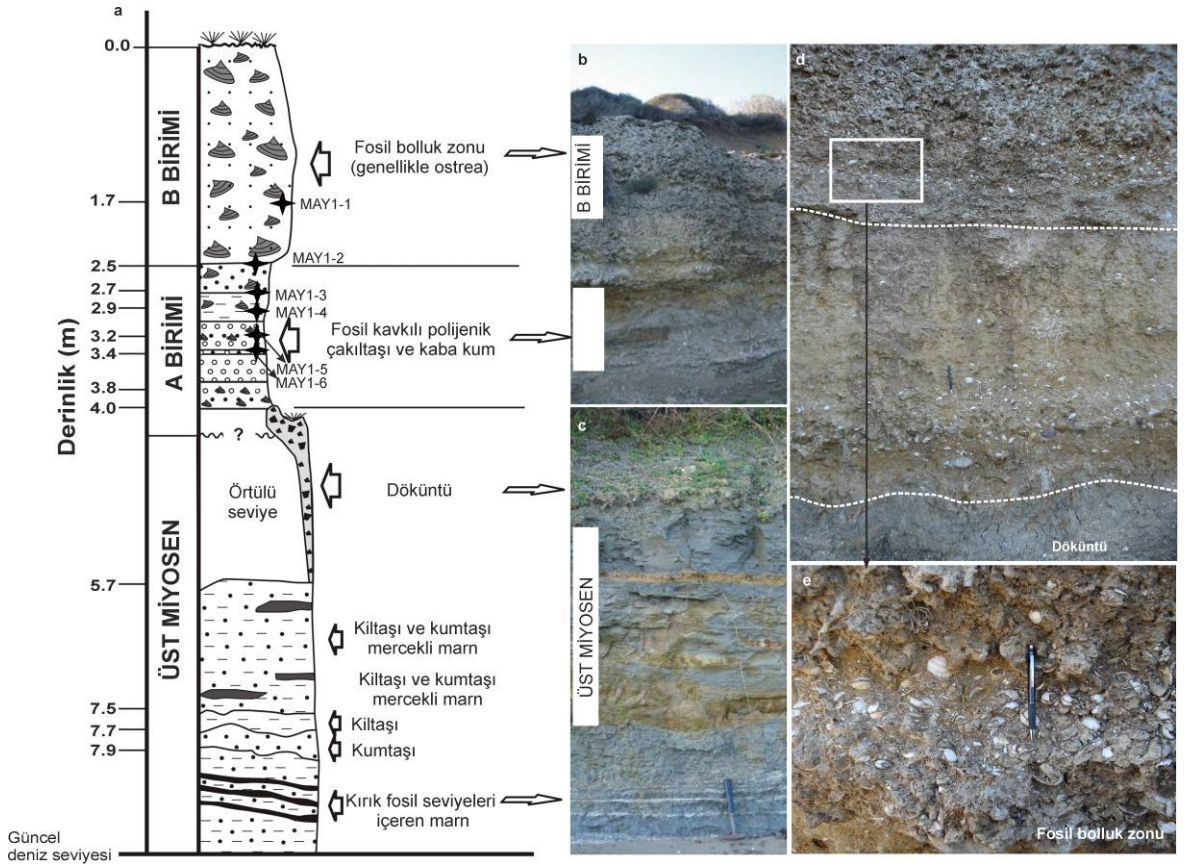 a
0.0
1.7
2.5
2.7
2.9
3.2
3.4
3.8
4.0
5.7
7.5
7.7
7.9
Derinlik (m)
B BİRİMİ
A BİRİMİ
ÜST MİYOSEN
Güncel
deniz seviyesi
MAY1-1
MAY1-2
MAY1-3
MAY1-4
MAY1-5
MAY1-6
?
Örtülü
seviye
Fosil bolluk zonu
(genellikle ostrea)
Fosil kavkılı polijenik
çakıltaşı ve kaba kum
Döküntü
Kiltaşı ve kumtaşı
mercekli marn
Kiltaşı ve kumtaşı
mercekli marn
Kiltaşı
Kumtaşı
Kırık fosil seviyeleri
içeren marn
b
B BİRİMİ
c
ÜST MİYOSEN
d
Döküntü
e
Fosil bolluk zonu